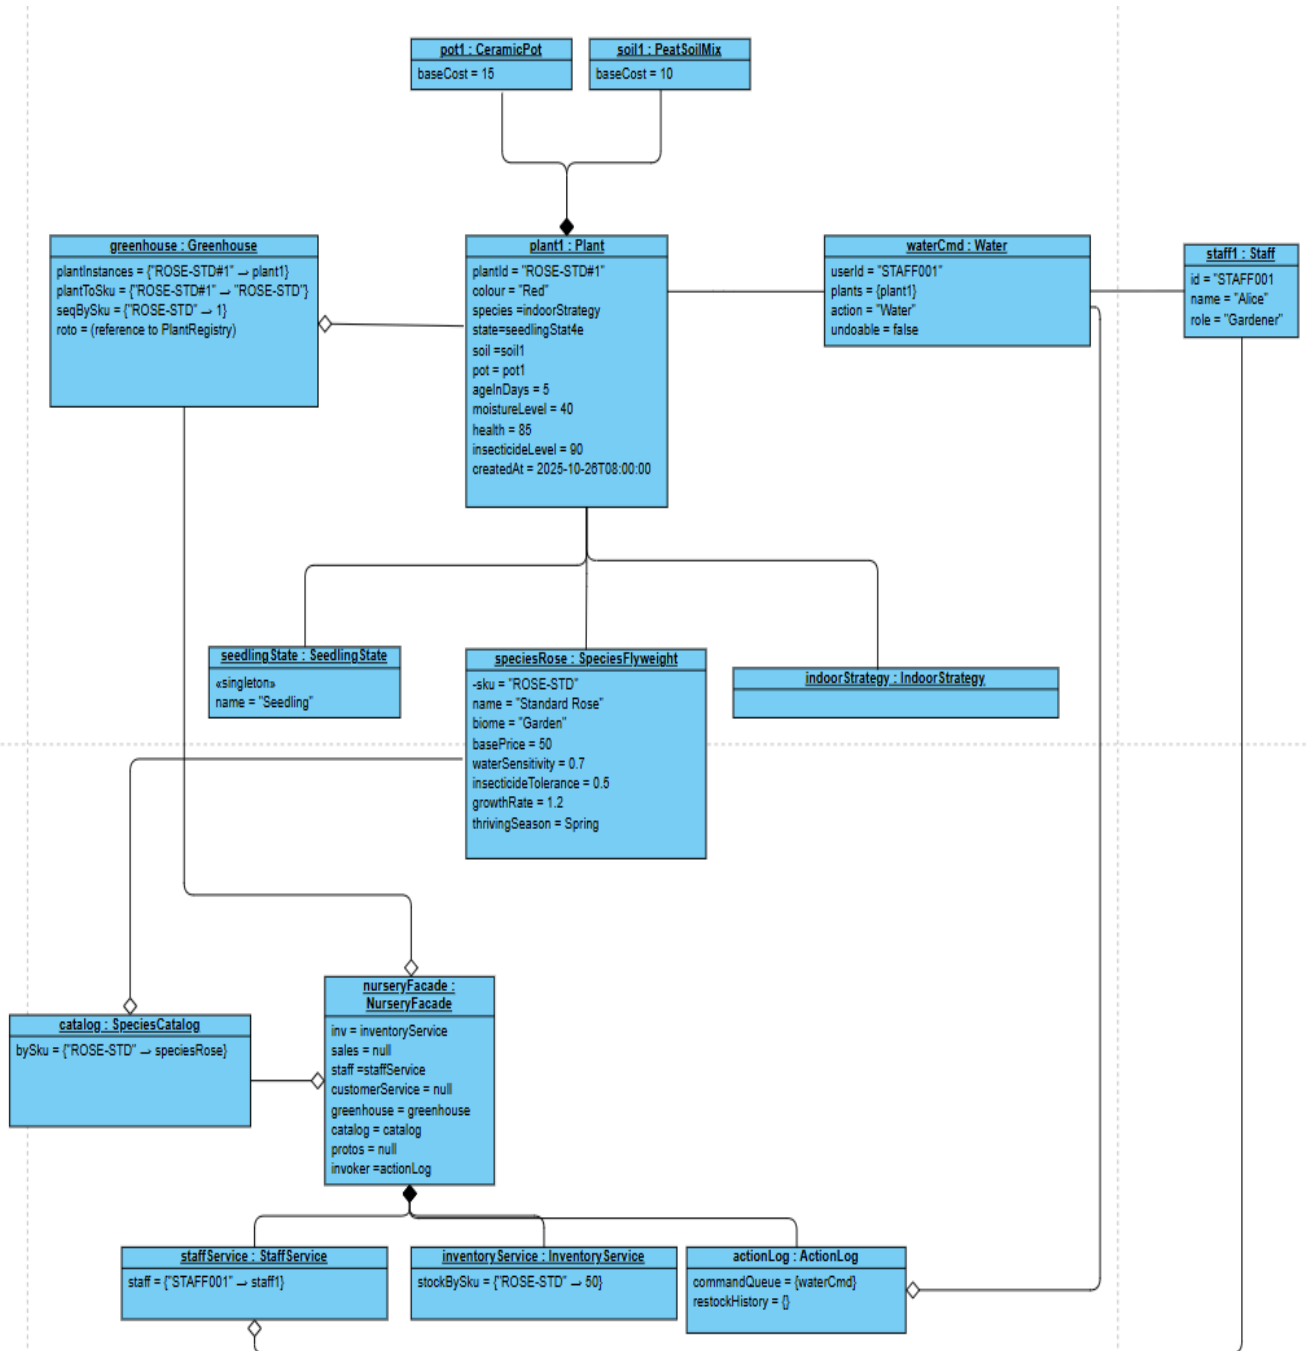 pot1 : CeramicPot
baseCost = 15
soil1 : PeatSoilMix
baseCost = 10
greenhouse : Greenhouse
plantInstances = {"ROSE-STD#1" → plant1}
plantToSku = {"ROSE-STD#1" → "ROSE-STD"}
seqBySku = {"ROSE-STD" → 1}
roto = (reference to PlantRegistry)
plant1 : Plant
plantId = "ROSE-STD#1"
colour = "Red"
species =indoorStrategy
state=seedlingStat4e
soil =soil1
pot = pot1
ageInDays = 5
moistureLevel = 40
health = 85
insecticideLevel = 90
createdAt = 2025-10-26T08:00:00
waterCmd : Water
userId = "STAFF001"
plants = {plant1}
action = "Water"
undoable = false
staff1 : Staff
id = "STAFF001
name = "Alice"
role = "Gardener"
seedlingState : SeedlingState
«singleton»
name = "Seedling"
speciesRose : SpeciesFlyweight
-sku = "ROSE-STD"
name = "Standard Rose"
biome = "Garden"
basePrice = 50
waterSensitivity = 0.7
insecticideTolerance = 0.5
growthRate = 1.2
thrivingSeason = Spring
indoorStrategy : IndoorStrategy
catalog : SpeciesCatalog
bySku = {"ROSE-STD" → speciesRose}
nurseryFacade :
NurseryFacade
inv = inventoryService
sales = null
staff =staffService
customerService = null
greenhouse = greenhouse
catalog = catalog
protos = null
invoker =actionLog
staffService : StaffService
staff = {"STAFF001" → staff1}
inventoryService : InventoryService
stockBySku = {"ROSE-STD" → 50}
actionLog : ActionLog
commandQueue = {waterCmd}
restockHistory = {}